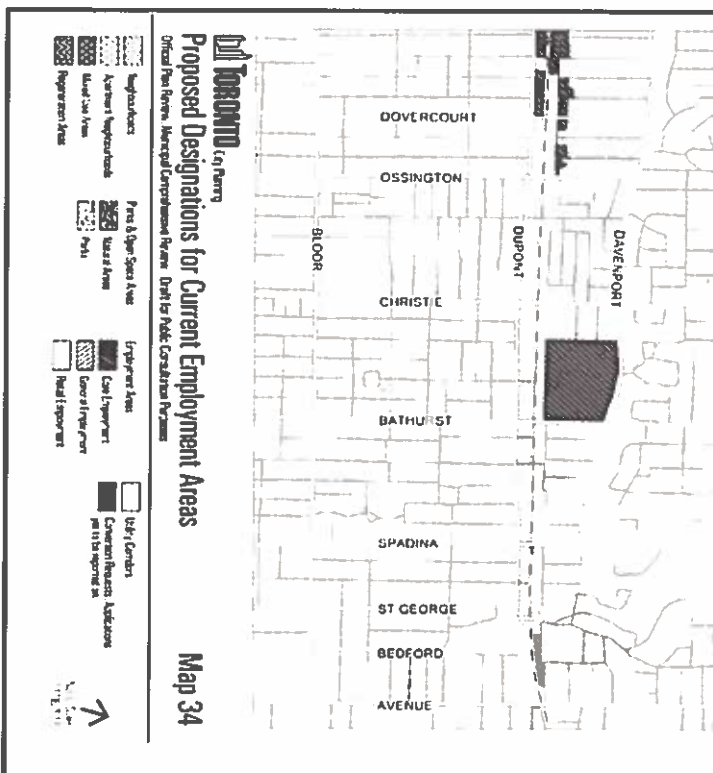 DOVERCOURT
OSSINGTON
BLOOR
DUPONT
DAVENPORT
CHRISTIE
BATHURST
SPADINA
ST GEORGE
BEDFORD
AVENUE
TORONTO City Planning
Proposed Designations for Current Employment Areas
Map 34
Official Plan Review: Municipal Comprehensive Review: Draft for Public Consultation Purposes
Neighbourhoods
Apartment Neighbourhoods
Mixed Use Areas
Regeneration Areas
Parks & Open Space Areas
Natural Areas
Parks
Employment Areas
Core Employment
General Employment
Retail Employment
Utility Corridors
Conversion Requests, Applications
yet to be reported on